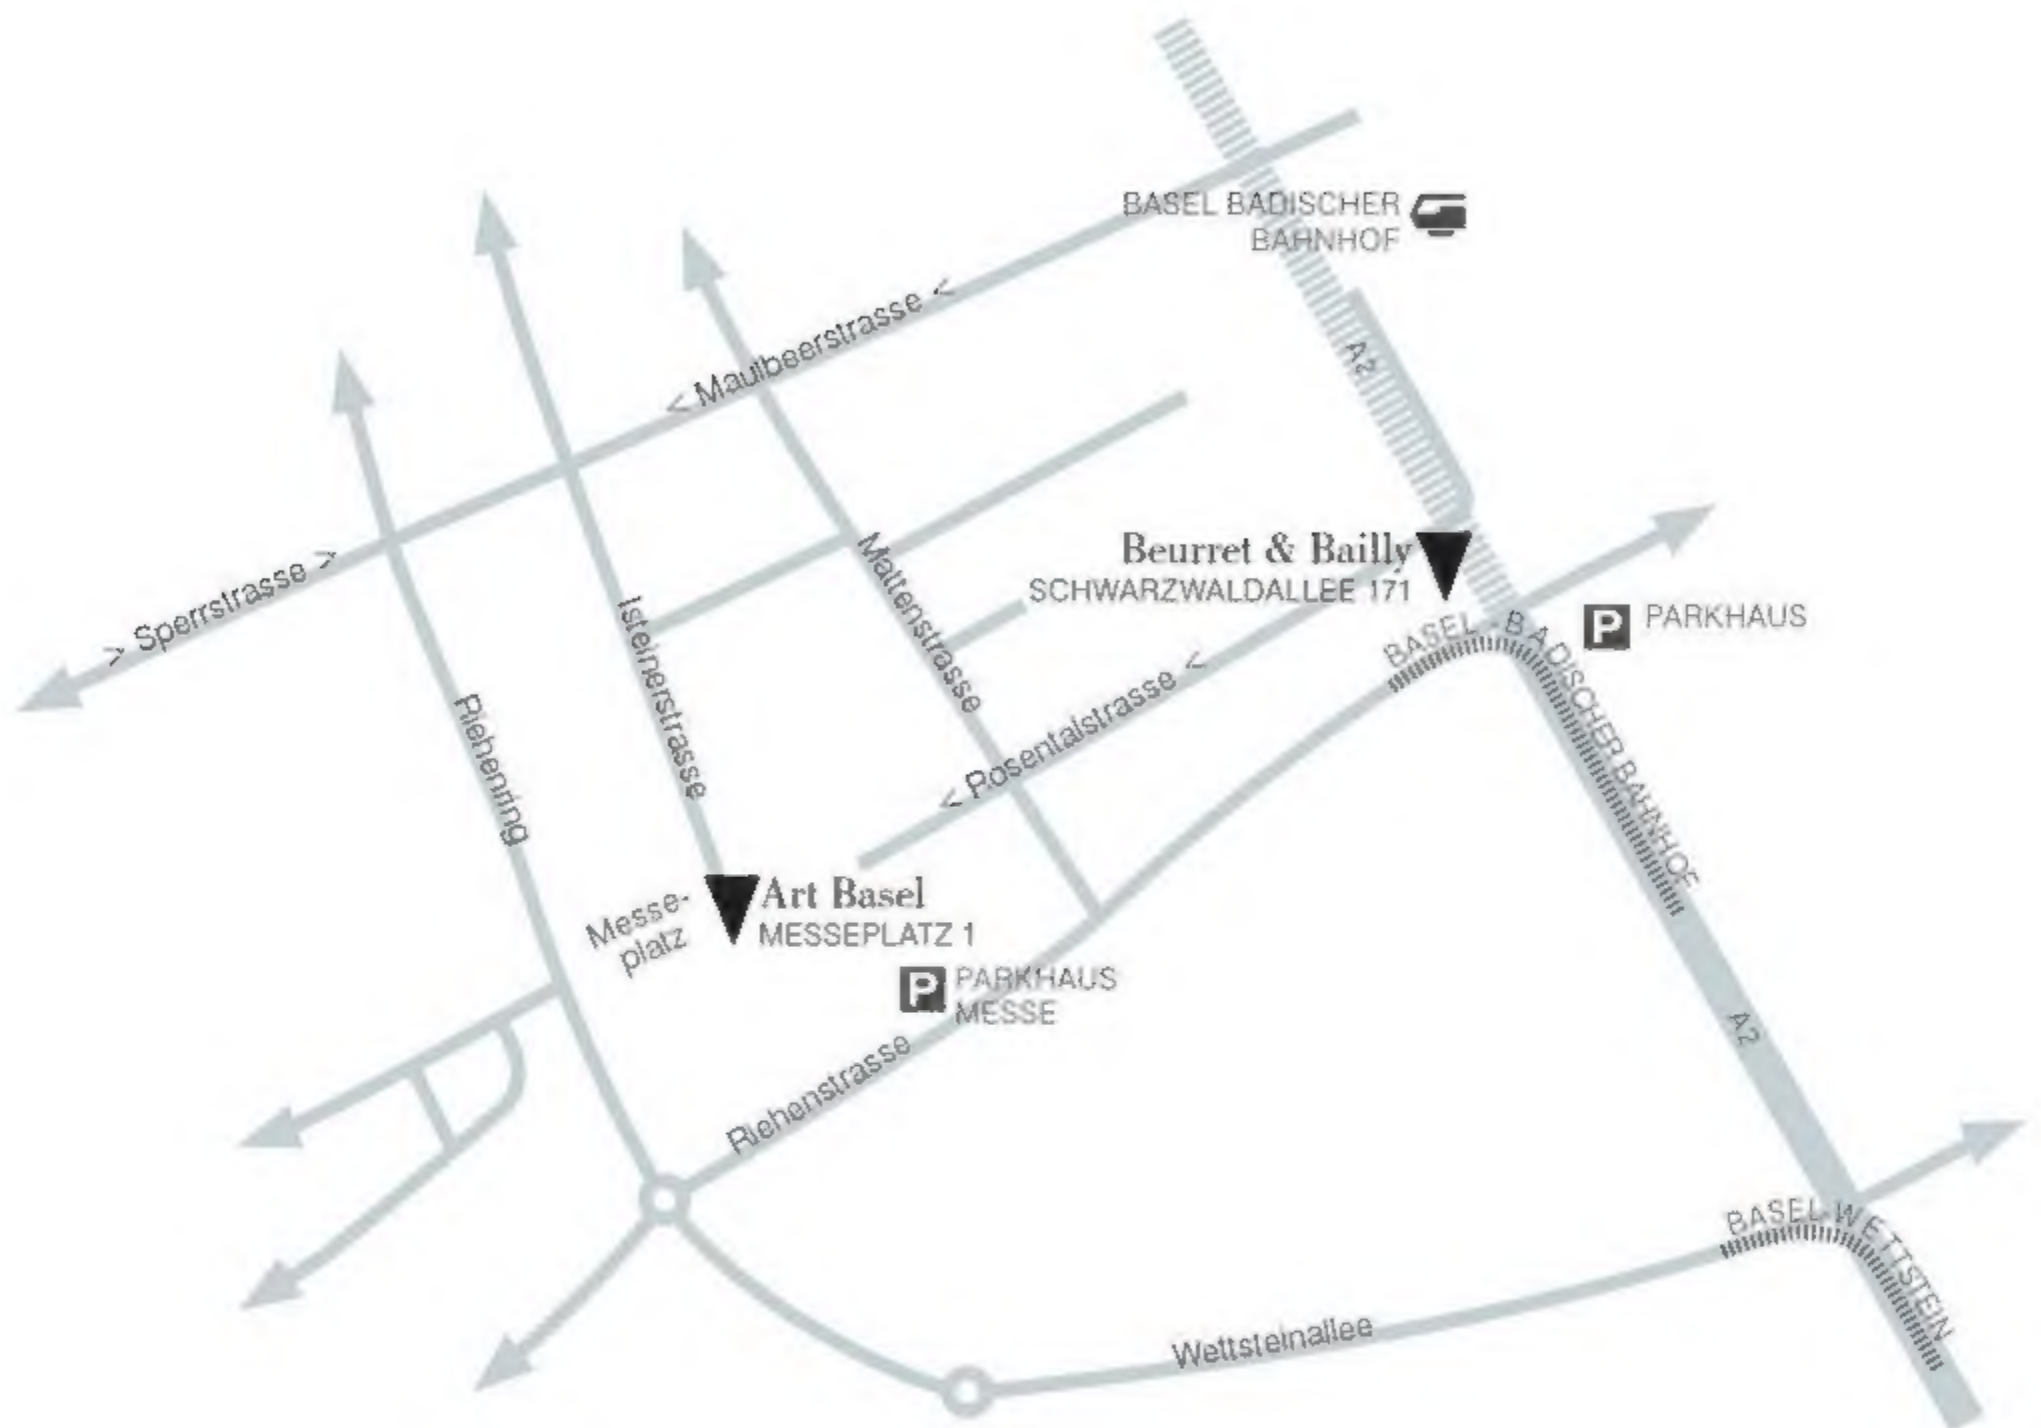 BASEL BADISCHER
BAHNHOF
A2
< Maulbeerstrasse <
> Sperrstrasse >
Beurret & Bailly
SCHWARZWALDALLEE 171
P PARKHAUS
BASEL - BADISCHER BAHNHOF
Mattenstrasse
Isteinerstrasse
Riehenring
< Rosentalstrasse <
Messe-
platz
Art Basel
MESSEPLATZ 1
P PARKHAUS
MESSE
Riehenstrasse
A2
BASEL-WETTSTEIN
Wettsteinallee